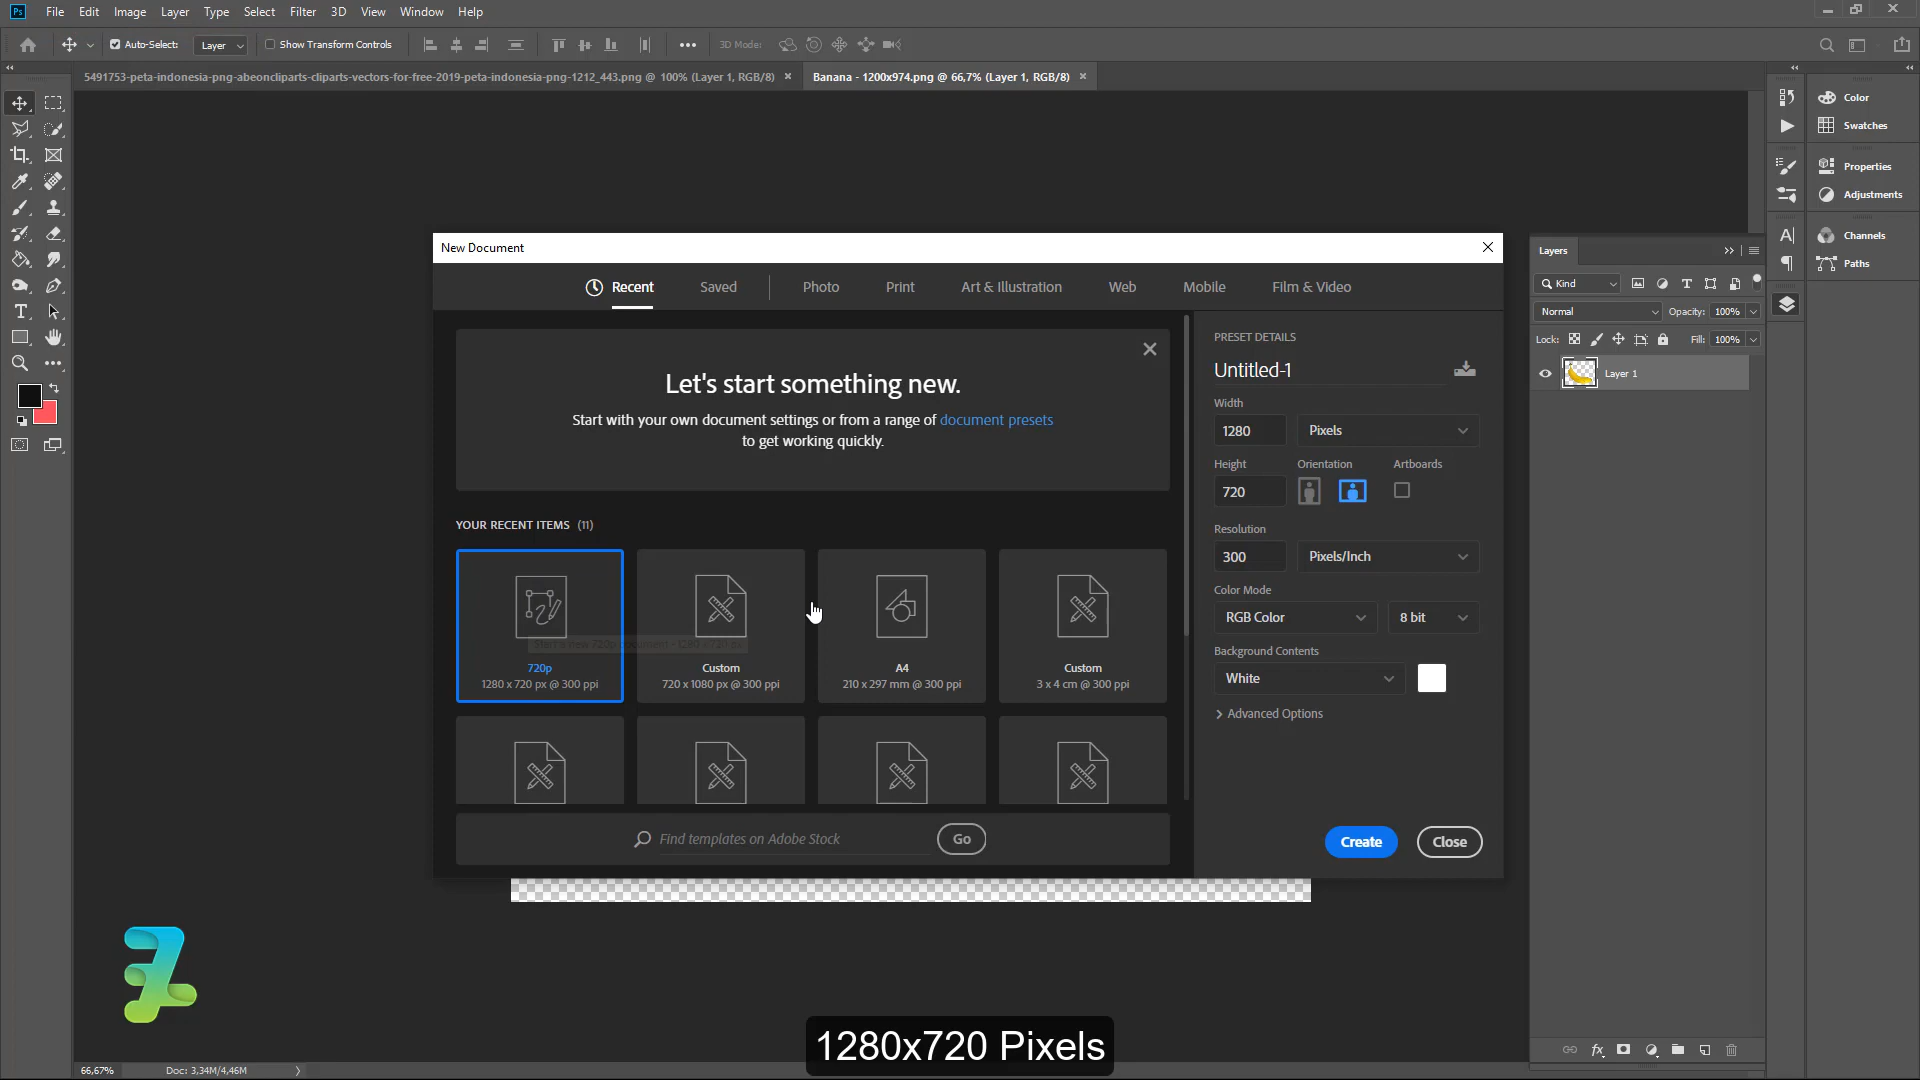 Ps File Edit Image Layer Type Select Filter 3D View Window Help
Auto-Select: Layer Show Transform Controls 3D Mode:
5491753-peta-indonesia-png-abeoncliparts-cliparts-vectors-for-free-2019-peta-indonesia-png-1212_443.png @ 100% (Layer 1, RGB/8) Banana - 1200x974.png @ 66,7% (Layer 1, RGB/8)
Color
Swatches
Properties
Adjustments
Channels
Paths
New Document
Recent Saved Photo Print Art & Illustration Web Mobile Film & Video
Let's start something new.
Start with your own document settings or from a range of document presets
to get working quickly.
YOUR RECENT ITEMS (11)
720p
1280 x 720 px @ 300 ppi
Custom
720 x 1080 px @ 300 ppi
A4
210 x 297 mm @ 300 ppi
Custom
3 x 4 cm @ 300 ppi
Find templates on Adobe Stock Go
PRESET DETAILS
Untitled-1
Width
1280 Pixels
Height Orientation Artboards
720
Resolution
300 Pixels/Inch
Color Mode
RGB Color 8 bit
Background Contents
White
Advanced Options
Create Close
Layers
Kind
Normal Opacity: 100%
Lock: Fill: 100%
Layer 1
fx
1280x720 Pixels
66,67% Doc: 3,34M/4,46M